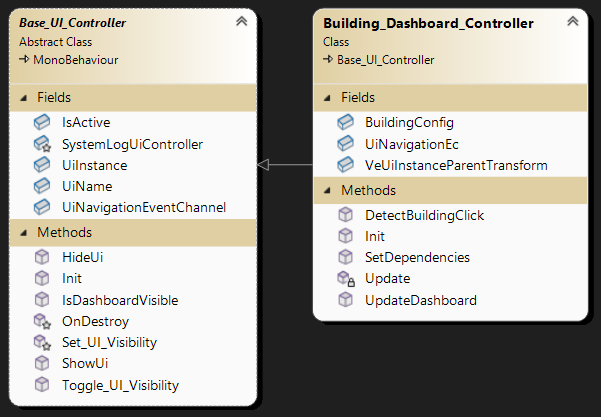 Base_UI_Controller
Abstract Class
MonoBehaviour
Fields
IsActive
SystemLogUiController
UiInstance
UiName
UiNavigationEventChannel
Methods
HideUi
Init
IsDashboardVisible
OnDestroy
Set_UI_Visibility
ShowUi
Toggle_UI_Visibility
Building_Dashboard_Controller
Class
Base_UI_Controller
Fields
BuildingConfig
UiNavigationEc
VeUiInstanceParentTransform
Methods
DetectBuildingClick
Init
SetDependencies
Update
UpdateDashboard